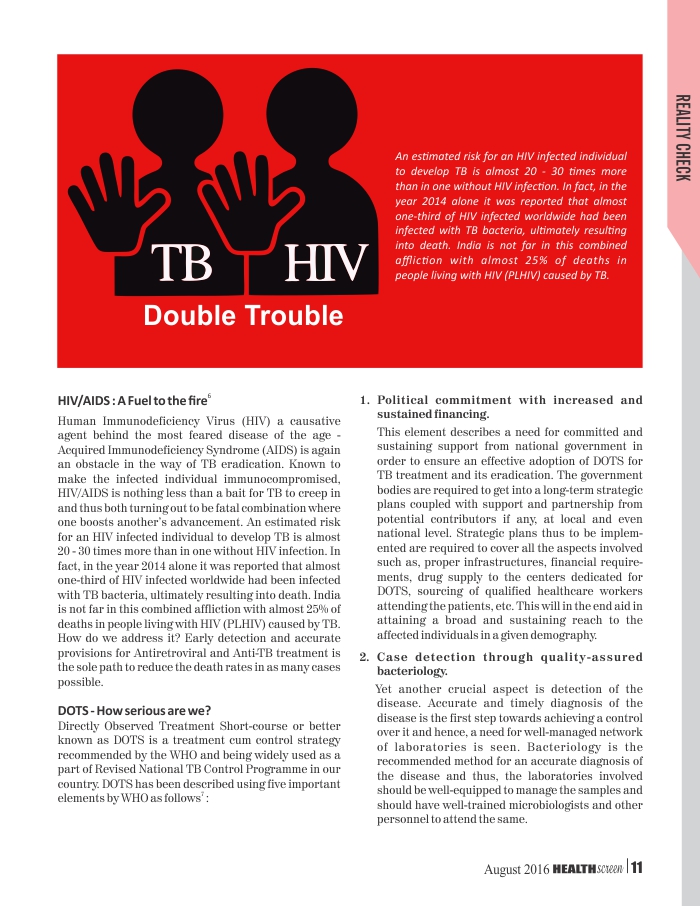 REALITY CHECK
An estimated risk for an HIV infected individual
to develop TB is almost 20 - 30 times more
than in one without HIV infection. In fact, in the
year 2014 alone it was reported that almost
one-third of HIV infected worldwide had been
infected with TB bacteria, ultimately resulting
into death. India is not far in this combined
affliction with almost 25% of deaths in
people living with HIV (PLHIV) caused by TB.
TB HIV
Double Trouble
HIV/AIDS : A Fuel to the fire6
Human Immunodeficiency Virus (HIV) a causative
agent behind the most feared disease of the age -
Acquired Immunodeficiency Syndrome (AIDS) is again
an obstacle in the way of TB eradication. Known to
make the infected individual immunocompromised,
HIV/AIDS is nothing less than a bait for TB to creep in
and thus both turning out to be fatal combination where
one boosts another's advancement. An estimated risk
for an HIV infected individual to develop TB is almost
20 - 30 times more than in one without HIV infection. In
fact, in the year 2014 alone it was reported that almost
one-third of HIV infected worldwide had been infected
with TB bacteria, ultimately resulting into death. India
is not far in this combined affliction with almost 25% of
deaths in people living with HIV (PLHIV) caused by TB.
How do we address it? Early detection and accurate
provisions for Antiretroviral and Anti-TB treatment is
the sole path to reduce the death rates in as many cases
possible.
DOTS - How serious are we?
Directly Observed Treatment Short-course or better
known as DOTS is a treatment cum control strategy
recommended by the WHO and being widely used as a
part of Revised National TB Control Programme in our
country. DOTS has been described using five important
elements by WHO as follows7 :
1. Political commitment with increased and
sustained financing.
This element describes a need for committed and
sustaining support from national government in
order to ensure an effective adoption of DOTS for
TB treatment and its eradication. The government
bodies are required to get into a long-term strategic
plans coupled with support and partnership from
potential contributors if any, at local and even
national level. Strategic plans thus to be implem-
ented are required to cover all the aspects involved
such as, proper infrastructures, financial require-
ments, drug supply to the centers dedicated for
DOTS, sourcing of qualified healthcare workers
attending the patients, etc. This will in the end aid in
attaining a broad and sustaining reach to the
affected individuals in a given demography.
2. Case detection through quality-assured
bacteriology.
Yet another crucial aspect is detection of the
disease. Accurate and timely diagnosis of the
disease is the first step towards achieving a control
over it and hence, a need for well-managed network
of laboratories is seen. Bacteriology is the
recommended method for an accurate diagnosis of
the disease and thus, the laboratories involved
should be well-equipped to manage the samples and
should have well-trained microbiologists and other
personnel to attend the same.
August 2016 HEALTHscreen | 11